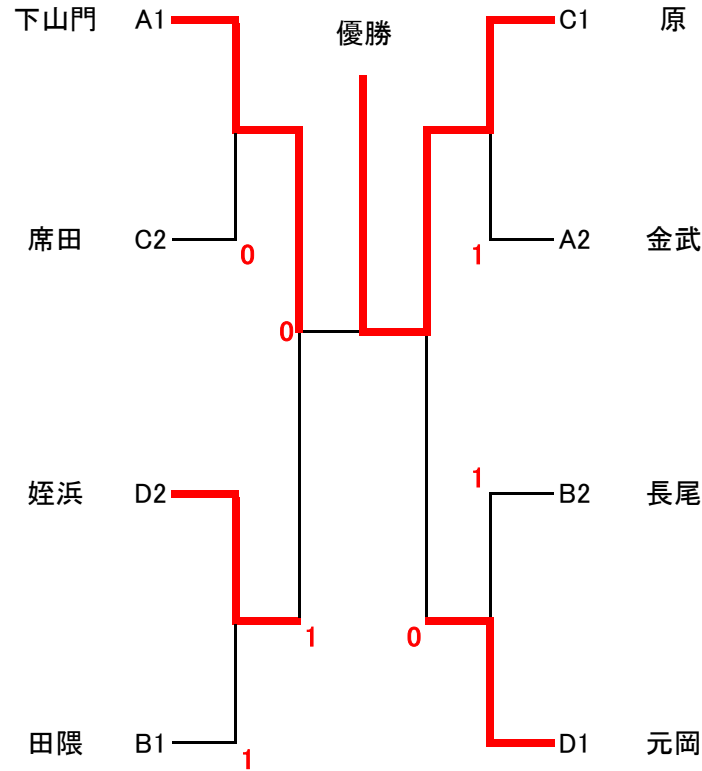 下山門 A1
優勝
C1 原
席田 C2
0
1
A2 金武
0
姪浜 D2
1
B2 長尾
1
0
田隈 B1
1
D1 元岡